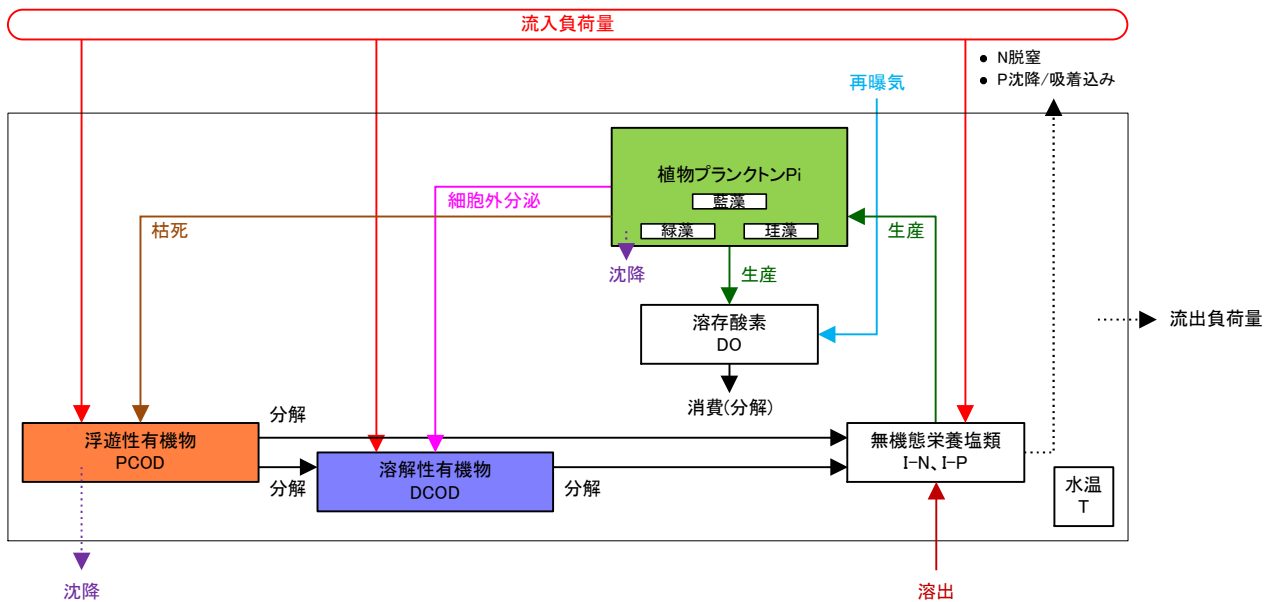 流入負荷量
● N脱窒
● P沈降/吸着込み
再曝気
植物プランクトンPi
藍藻
緑藻
珪藻
細胞外分泌
枯死
生産
沈降
生産
溶存酸素
DO
流出負荷量
消費(分解)
分解
浮遊性有機物
PCOD
無機態栄養塩類
I-N、I-P
溶解性有機物
DCOD
分解
分解
水温
T
沈降
溶出